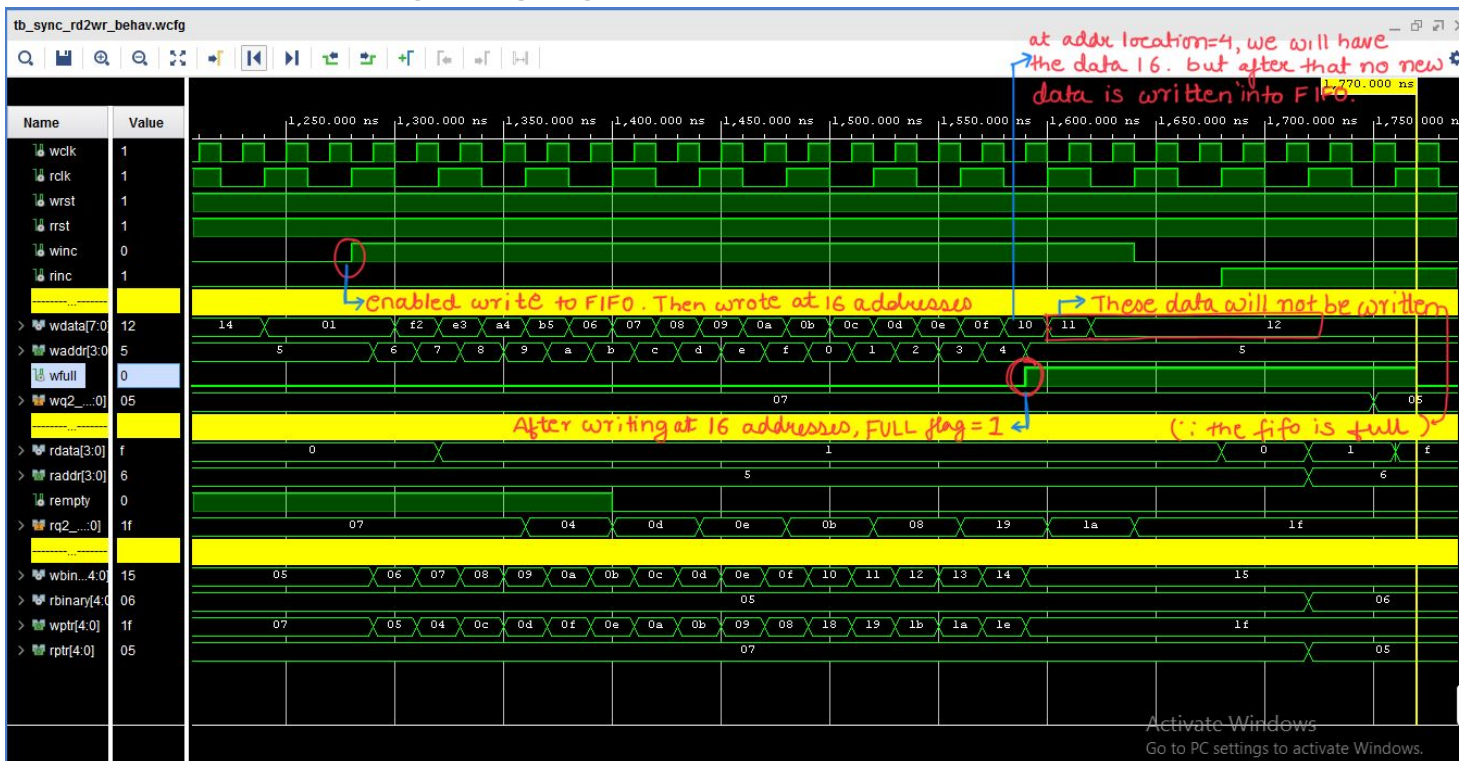 tb_sync_rd2wr_behav.wcfg
at addr location=4, we will have
the data 16. but after that no new
data is written into FIFO.
1,770.000 ns
Name Value
1,250.000 ns 1,300.000 ns 1,350.000 ns 1,400.000 ns 1,450.000 ns 1,500.000 ns 1,550.000 ns 1,600.000 ns 1,650.000 ns 1,700.000 ns 1,750.000 n
wclk 1
rclk 1
wrst 1
rrst 1
winc 0
rinc 1
enabled write to FIFO. Then wrote at 16 addresses
These data will not be written
wdata[7:0] 12 14 01 f2 e3 a4 b5 06 07 08 09 0a 0b 0c 0d 0e 0f 10 11 12
waddr[3:0 5 5 6 7 8 9 a b c d e f 0 1 2 3 4 5
wfull 0
wq2_...:0] 05 07 05
After writing at 16 addresses, FULL flag = 1
(∵ the fifo is full)
rdata[3:0] f 0 1 0 1 f
raddr[3:0] 6 5 6
rempty 0
rq2_...:0] 1f 07 04 0d 0e 0b 08 19 1a 1f
wbin...4:0] 15 05 06 07 08 09 0a 0b 0c 0d 0e 0f 10 11 12 13 14 15
rbinary[4:0 06 05 06
wptr[4:0] 1f 07 05 04 0c 0d 0f 0e 0a 0b 09 08 18 19 1b 1a 1e 1f
rptr[4:0] 05 07 05
Activate Windows
Go to PC settings to activate Windows.